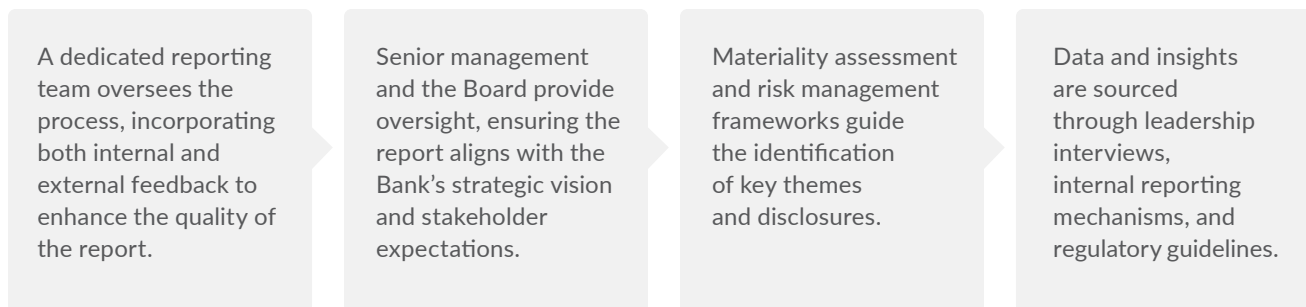 A dedicated reporting
team oversees the
process, incorporating
both internal and
external feedback to
enhance the quality of
the report.
Senior management
and the Board provide
oversight, ensuring the
report aligns with the
Bank’s strategic vision
and stakeholder
expectations.
Materiality assessment
and risk management
frameworks guide
the identification
of key themes
and disclosures.
Data and insights
are sourced
through leadership
interviews,
internal reporting
mechanisms, and
regulatory guidelines.